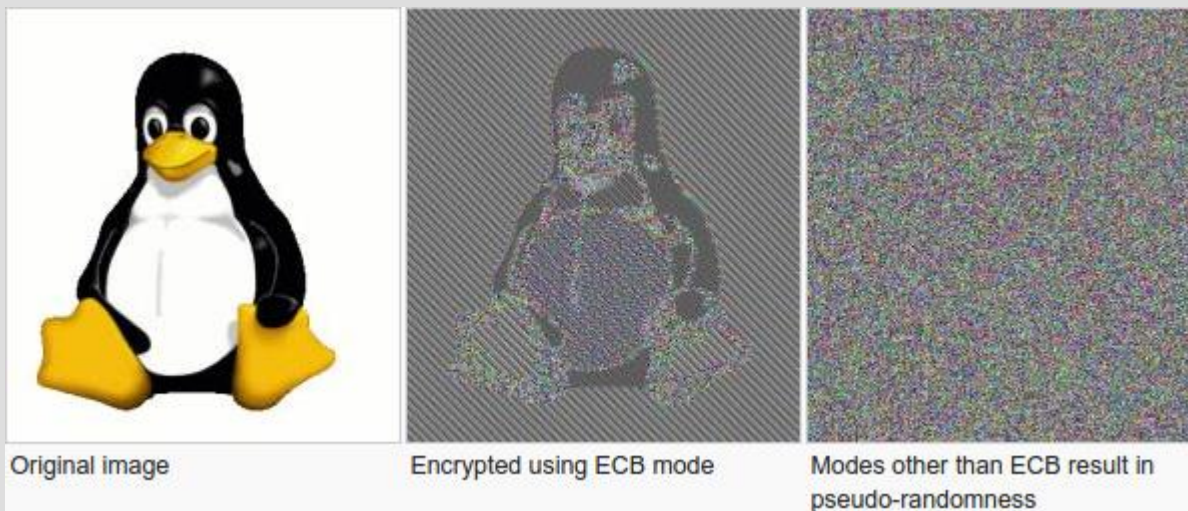 Original image
Encrypted using ECB mode
Modes other than ECB result in
pseudo-randomness